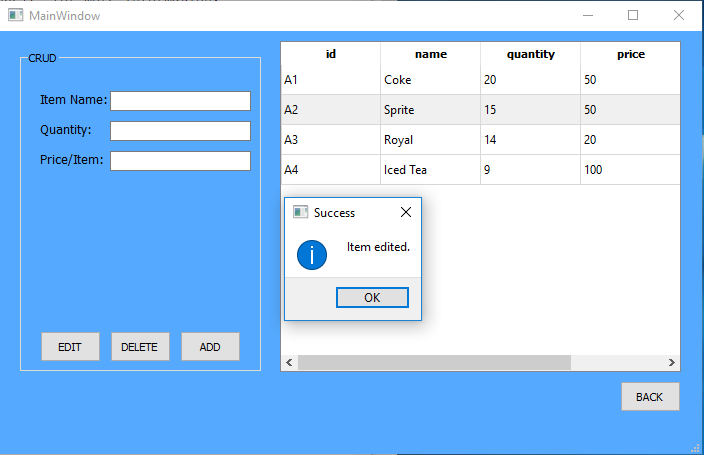 MainWindow
CRUD
Item Name:
Quantity:
Price/Item:
EDIT DELETE ADD
id name quantity price
A1 Coke 20 50
A2 Sprite 15 50
A3 Royal 14 20
A4 Iced Tea 9 100
Success
Item edited.
OK
BACK